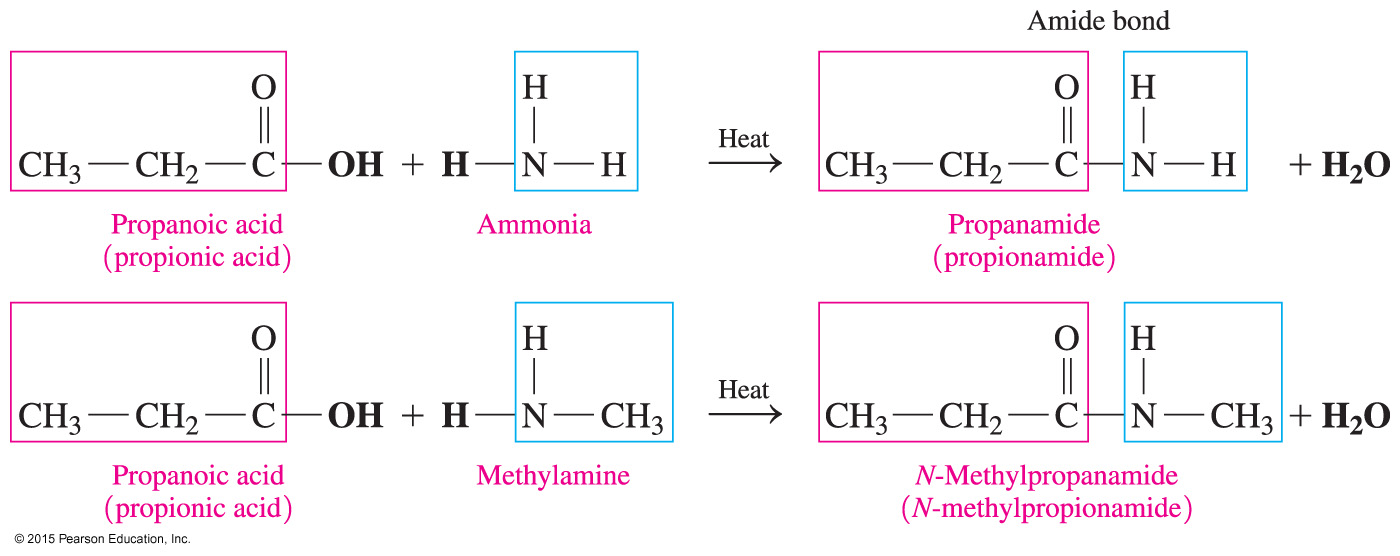 Amide bond
O H O H
CH₃ — CH₂ — C — OH + H — N — H Heat CH₃ — CH₂ — C — N — H + H₂O
Propanoic acid Ammonia Propanamide
(propionic acid) (propionamide)
O H O H
CH₃ — CH₂ — C — OH + H — N — CH₃ Heat CH₃ — CH₂ — C — N — CH₃ + H₂O
Propanoic acid Methylamine N-Methylpropanamide
(propionic acid) (N-methylpropionamide)
© 2015 Pearson Education, Inc.